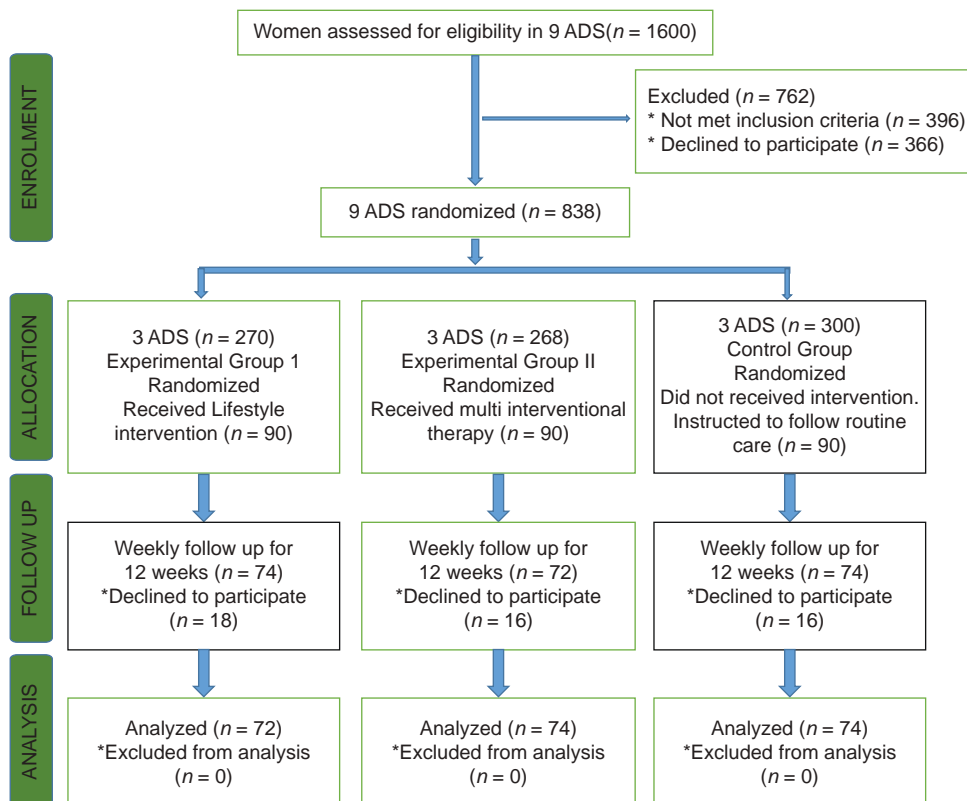 Women assessed for eligibility in 9 ADS(n = 1600)
ENROLMENT
Excluded (n = 762)
* Not met inclusion criteria (n = 396)
* Declined to participate (n = 366)
9 ADS randomized (n = 838)
ALLOCATION
3 ADS (n = 270)
Experimental Group 1
Randomized
Received Lifestyle
intervention (n = 90)
3 ADS (n = 268)
Experimental Group II
Randomized
Received multi interventional
therapy (n = 90)
3 ADS (n = 300)
Control Group
Randomized
Did not received intervention.
Instructed to follow routine
care (n = 90)
FOLLOW UP
Weekly follow up for
12 weeks (n = 74)
*Declined to participate
(n = 18)
Weekly follow up for
12 weeks (n = 72)
*Declined to participate
(n = 16)
Weekly follow up for
12 weeks (n = 74)
*Declined to participate
(n = 16)
ANALYSIS
Analyzed (n = 72)
*Excluded from analysis
(n = 0)
Analyzed (n = 74)
*Excluded from analysis
(n = 0)
Analyzed (n = 74)
*Excluded from analysis
(n = 0)